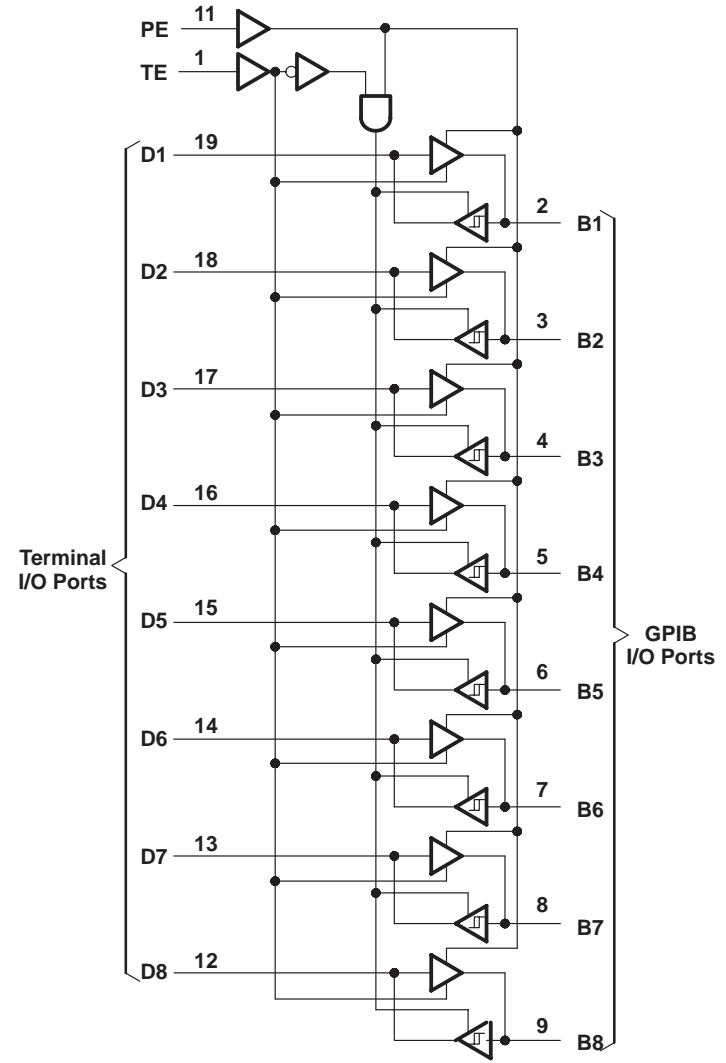 PE 11
TE 1
D1 19
2 B1
D2 18
3 B2
D3 17
4 B3
D4 16
Terminal
I/O Ports
5 B4
D5 15
GPIB
I/O Ports
6 B5
D6 14
7 B6
D7 13
8 B7
D8 12
9 B8